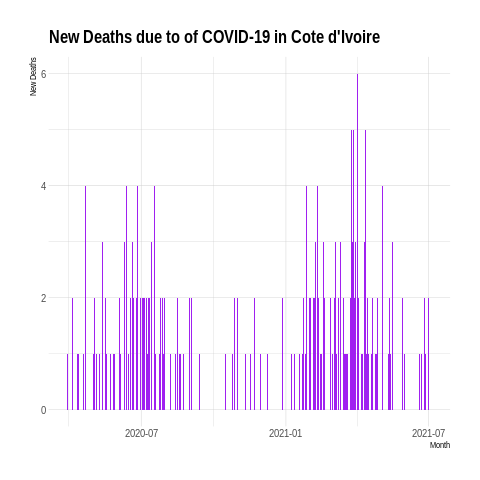 New Deaths due to of COVID-19 in Cote d'Ivoire
New Deaths
6
4
2
0
2020-07
2021-01
2021-07
Month